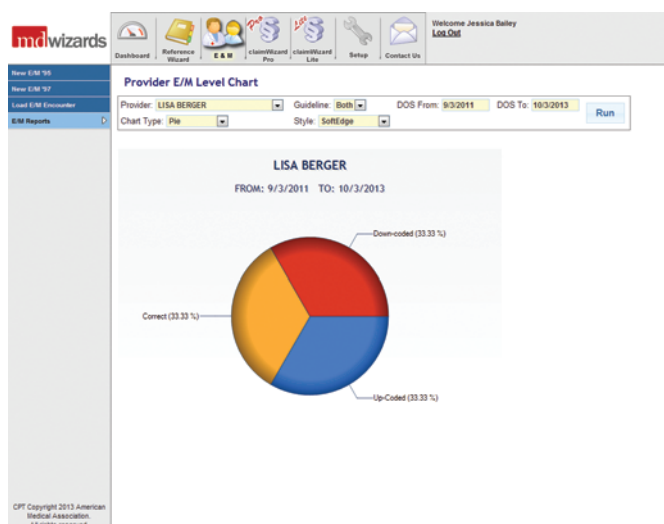 mdwizards
Welcome Jessica Bailey
Log Out
Dashboard
Reference Wizard
E & M
Pro
claimWizard Pro
Lite
claimWizard Lite
Setup
Contact Us
New E/M '95
New E/M '97
Load E/M Encounter
E/M Reports
Provider E/M Level Chart
Provider: LISA BERGER Guideline: Both DOS From: 9/3/2011 DOS To: 10/3/2013 Run
Chart Type: Pie Style: SoftEdge
LISA BERGER
FROM: 9/3/2011 TO: 10/3/2013
Down-coded (33.33 %)
Correct (33.33 %)
Up-Coded (33.33 %)
CPT Copyright 2013 American
Medical Association.
All rights reserved